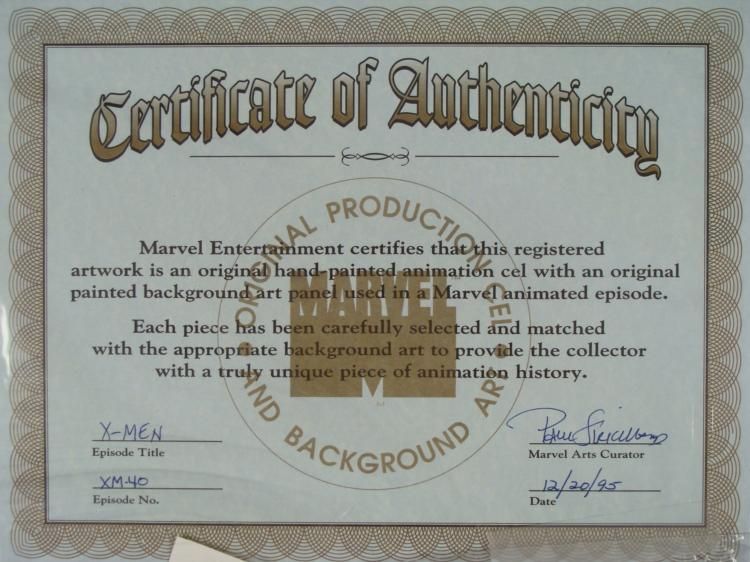 Certificate of Authenticity
Marvel Entertainment certifies that this registered
artwork is an original hand-painted animation cel with an original
painted background art panel used in a Marvel animated episode.
Each piece has been carefully selected and matched
with the appropriate background art to provide the collector
with a truly unique piece of animation history.
ORIGINAL PRODUCTION CEL
MARVEL
M
AND BACKGROUND ART
X-MEN
Episode Title
XM-40
Episode No.
Marvel Arts Curator
12/20/95
Date